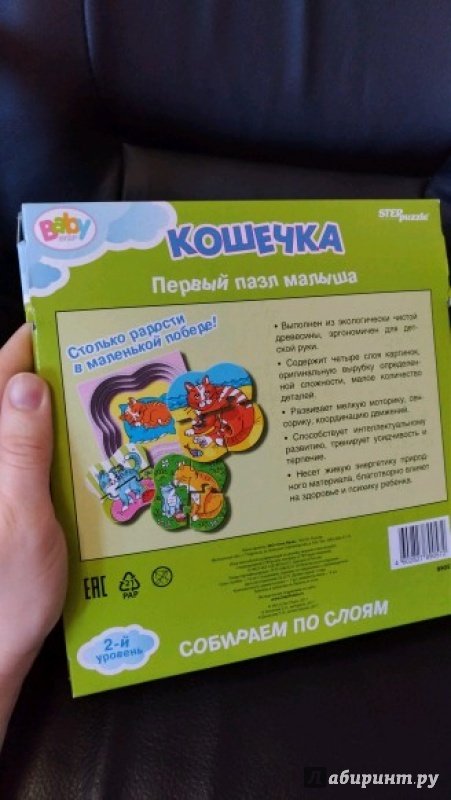 Baby
STEP
STEP puzzle
КОШЕЧКА
Первый пазл малыша
Столько радости
в маленькой победе!
• Выполнен из экологически чистой
древесины, эргономичен для дет-
ской руки.
• Содержит четыре слоя картинок,
оригинальную вырубку определен-
ной сложности, малое количество
деталей.
• Развивает мелкую моторику, сен-
сорику, координацию движений.
• Способствует интеллектуальному
развитию, тренирует усидчивость и
терпение.
• Несет живую энергетику природ-
ного материала, благотворно влияет
на здоровье и психику ребенка.
EAC
21
PAP
2-й
уровень
СОБИРАЕМ ПО СЛОЯМ
Лабиринт.ру